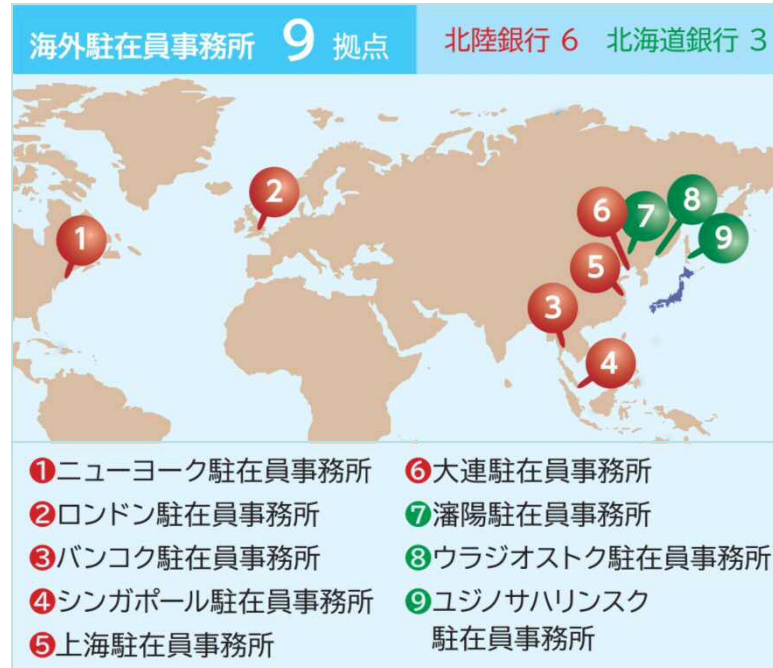 海外駐在員事務所 9 拠点
北陸銀行 6 北海道銀行 3
1
2
3
4
5
6
7
8
9
❶ニューヨーク駐在員事務所
❷ロンドン駐在員事務所
❸バンコク駐在員事務所
❹シンガポール駐在員事務所
❺上海駐在員事務所
❻大連駐在員事務所
❼瀋陽駐在員事務所
❽ウラジオストク駐在員事務所
❾ユジノサハリンスク
駐在員事務所